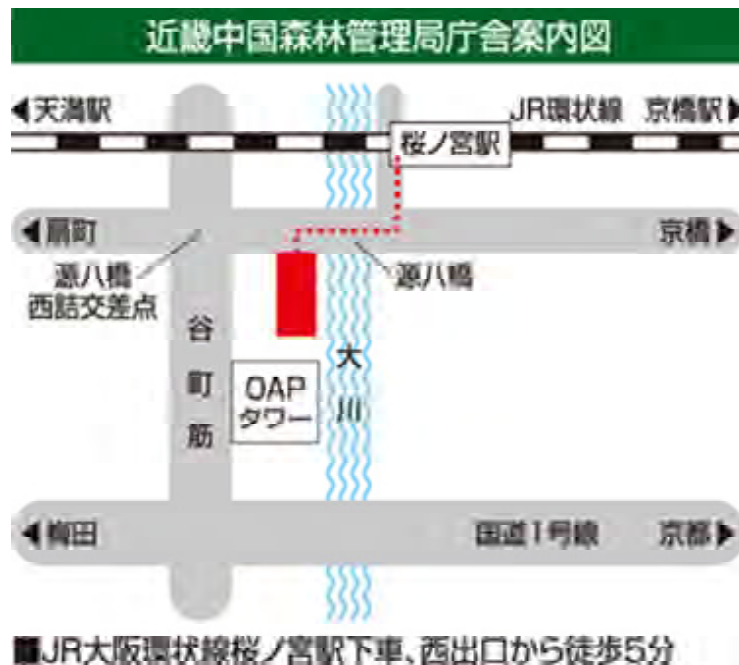 近畿中国森林管理局庁舎案内図
◀天満駅
JR環状線 京橋駅▶
桜ノ宮駅
◀扇町
京橋▶
源八橋
西詰交差点
源八橋
谷町筋
大川
OAP
タワー
◀梅田
国道1号線 京都▶
■JR大阪環状線桜ノ宮駅下車、西出口から徒歩5分